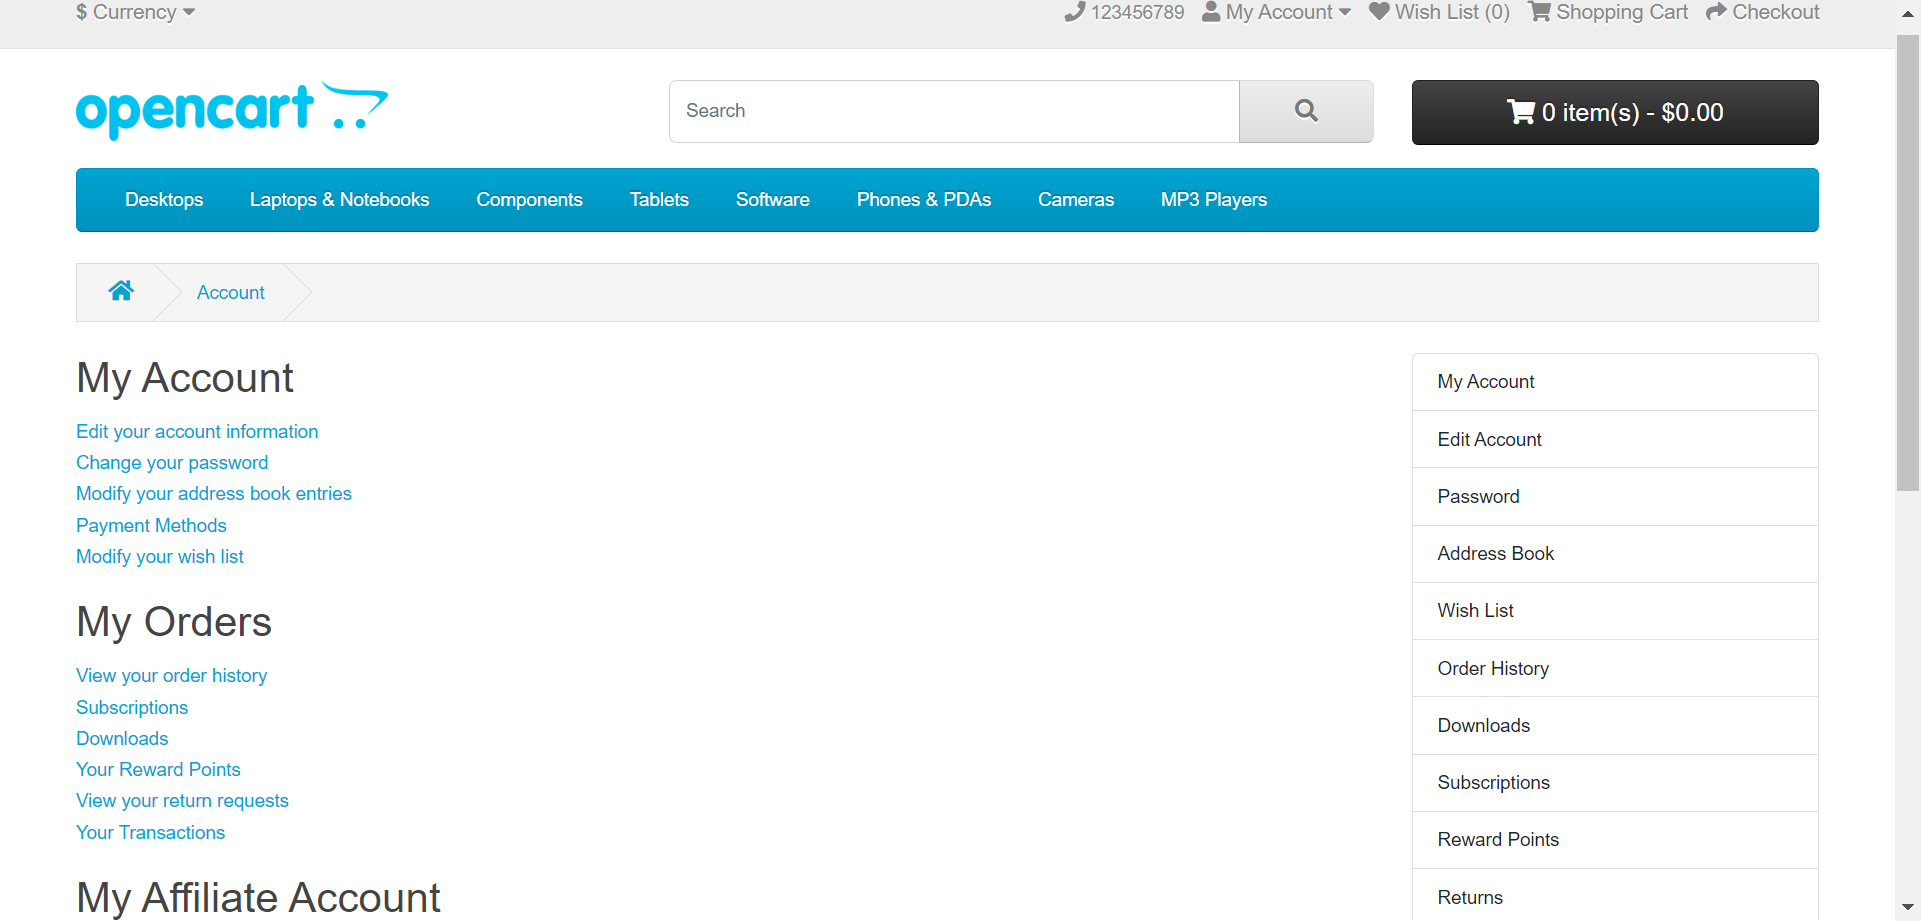 $ Currency
123456789 My Account Wish List (0) Shopping Cart Checkout
opencart
Search
0 item(s) - $0.00
Desktops Laptops & Notebooks Components Tablets Software Phones & PDAs Cameras MP3 Players
Account
My Account
Edit your account information
Change your password
Modify your address book entries
Payment Methods
Modify your wish list
My Orders
View your order history
Subscriptions
Downloads
Your Reward Points
View your return requests
Your Transactions
My Affiliate Account
My Account
Edit Account
Password
Address Book
Wish List
Order History
Downloads
Subscriptions
Reward Points
Returns